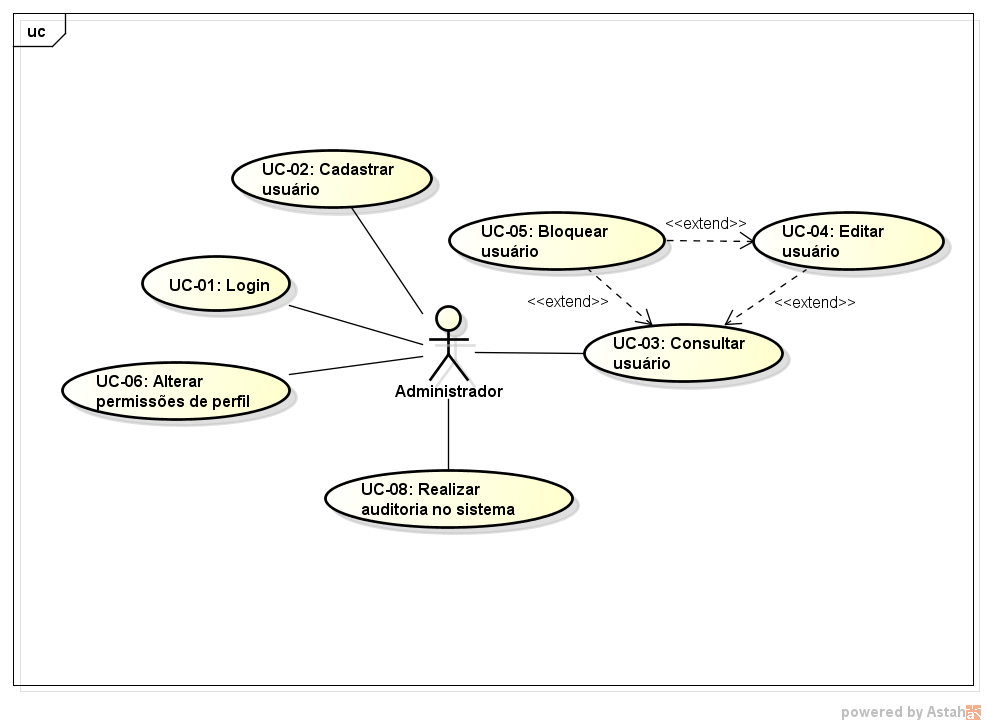 uc
UC-02: Cadastrar
usuário
UC-05: Bloquear
usuário
<<extend>>
UC-04: Editar
usuário
UC-01: Login
<<extend>>
<<extend>>
UC-03: Consultar
usuário
UC-06: Alterar
permissões de perfil
Administrador
UC-08: Realizar
auditoria no sistema
powered by Astah